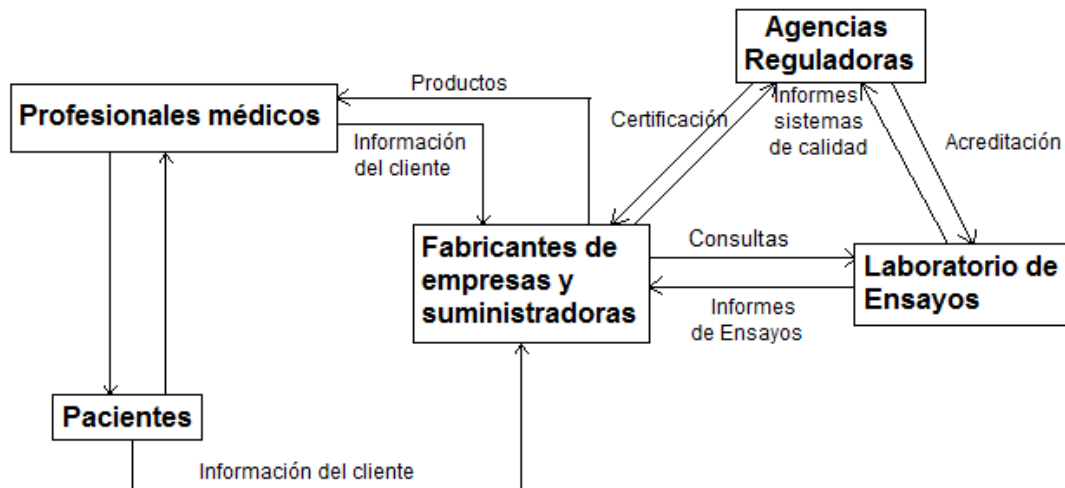 Agencias
Reguladoras
Productos
Profesionales médicos
Certificación
Informes
sistemas
de calidad
Acreditación
Información
del cliente
Fabricantes de
empresas y
suministradoras
Consultas
Laboratorio de
Ensayos
Informes
de Ensayos
Pacientes
Información del cliente